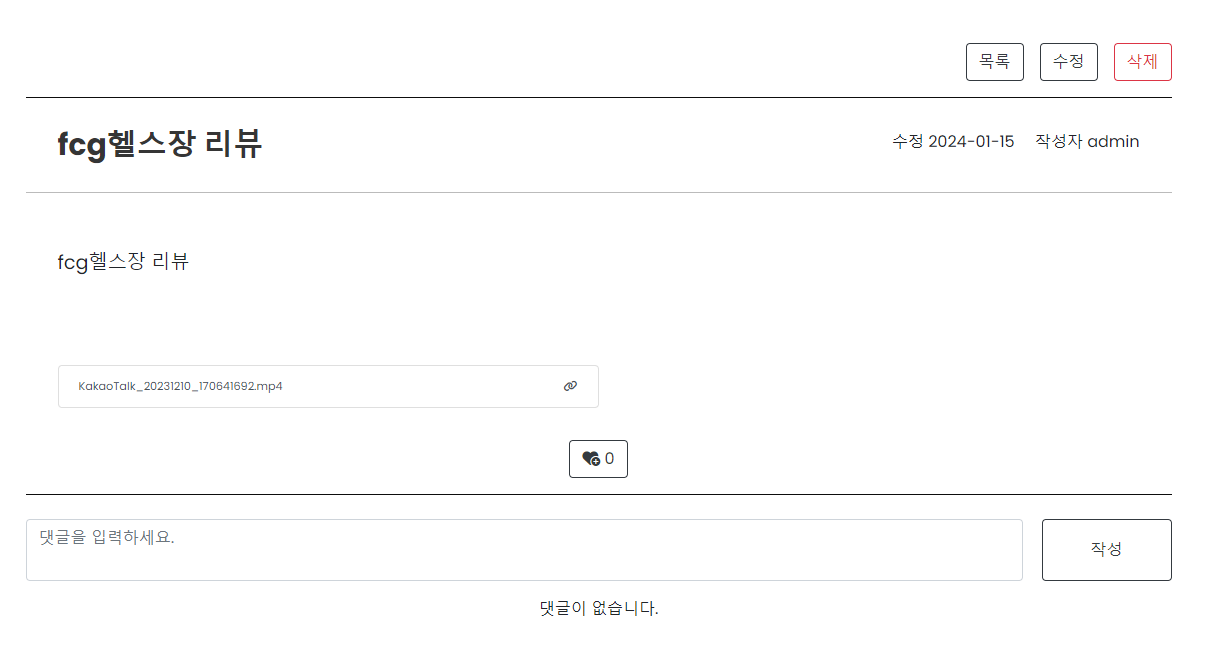 목록 수정 삭제
fcg헬스장 리뷰
수정 2024-01-15 작성자 admin
fcg헬스장 리뷰
KakaoTalk_20231210_170641692.mp4
0
댓글을 입력하세요.
작성
댓글이 없습니다.